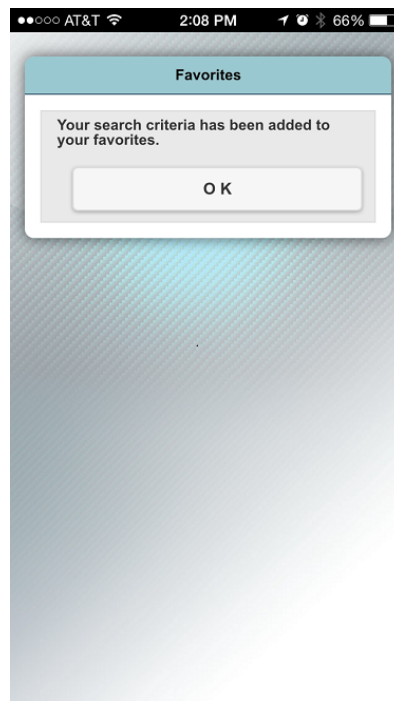 AT&T 2:08 PM 66%
Favorites
Your search criteria has been added to
your favorites.
O K